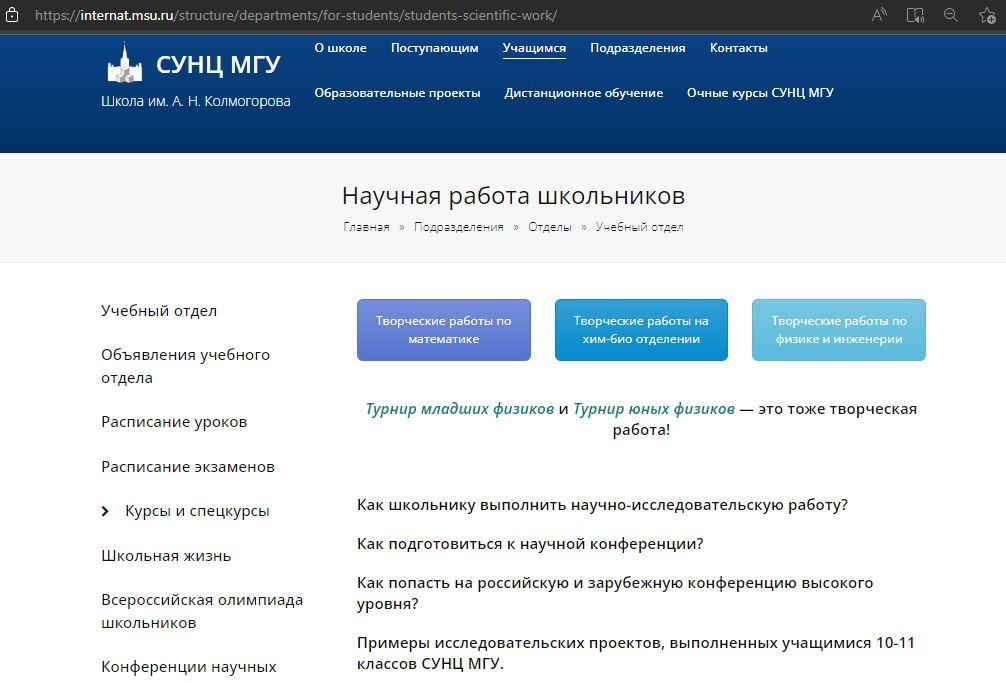 https://internat.msu.ru/structure/departments/for-students/students-scientific-work/
СУНЦ МГУ
Школа им. А. Н. Колмогорова
О школе Поступающим Учащимся Подразделения Контакты
Образовательные проекты Дистанционное обучение Очные курсы СУНЦ МГУ
Научная работа школьников
Главная » Подразделения » Отделы » Учебный отдел
Учебный отдел
Объявления учебного
отдела
Расписание уроков
Расписание экзаменов
Курсы и спецкурсы
Школьная жизнь
Всероссийская олимпиада
школьников
Конференции научных
Творческие работы по
математике
Творческие работы на
хим-био отделении
Творческие работы по
физике и инженерии
Турнир младших физиков и Турнир юных физиков — это тоже творческая
работа!
Как школьнику выполнить научно-исследовательскую работу?
Как подготовиться к научной конференции?
Как попасть на российскую и зарубежную конференцию высокого
уровня?
Примеры исследовательских проектов, выполненных учащимися 10-11
классов СУНЦ МГУ.